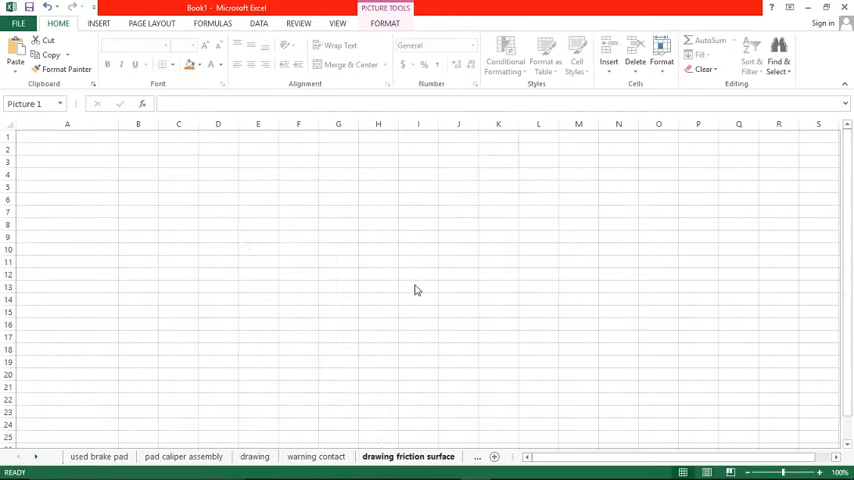 Book1 - Microsoft Excel
PICTURE TOOLS
FILE HOME INSERT PAGE LAYOUT FORMULAS DATA REVIEW VIEW FORMAT Sign in
Cut
Copy
Format Painter
Paste
Clipboard
B I U
Font
Wrap Text
Merge & Center
Alignment
General
$ % ,
Number
Conditional Formatting
Format as Table
Cell Styles
Styles
Insert Delete Format
Cells
AutoSum
Fill
Clear
Sort & Filter
Find & Select
Editing
Picture 1
fx
A B C D E F G H I J K L M N O P Q R S
1
2
3
4
5
6
7
8
9
10
11
12
13
14
15
16
17
18
19
20
21
22
23
24
25
used brake pad pad caliper assembly drawing warning contact drawing friction surface ...
READY 100%